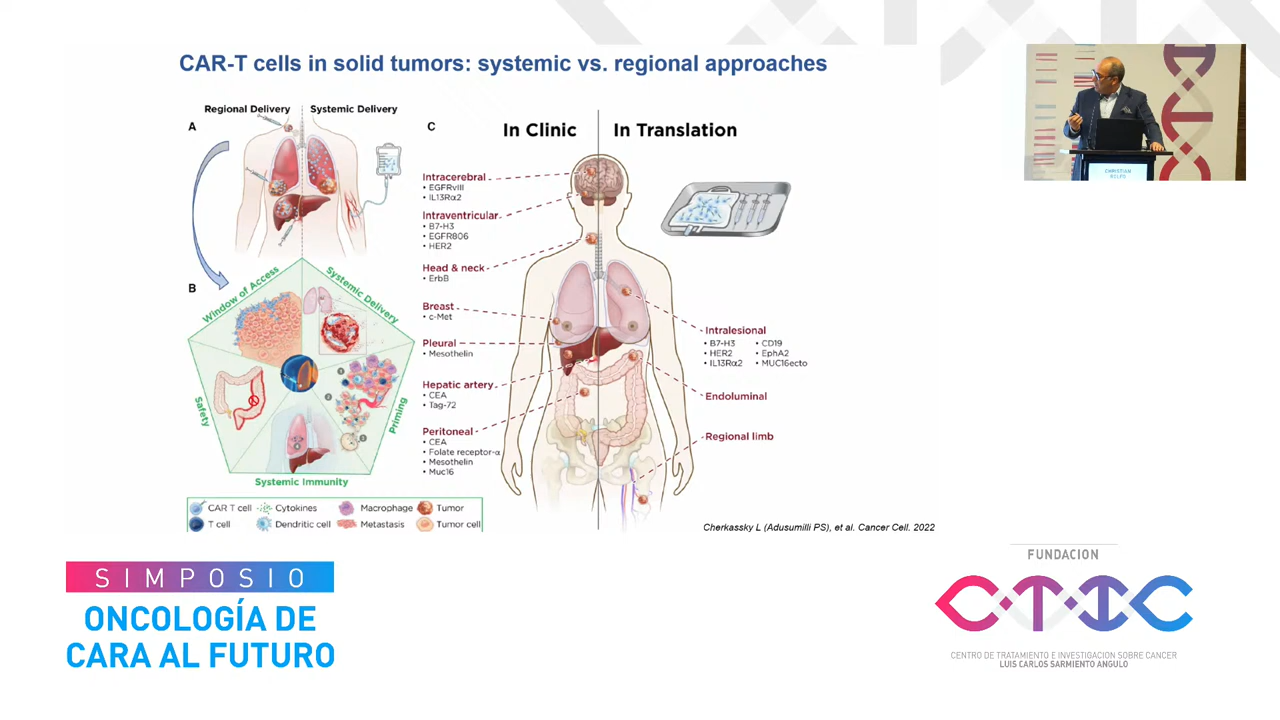 CAR-T cells in solid tumors: systemic vs. regional approaches
Regional Delivery
Systemic Delivery
A
B
Window of Access
Systemic Delivery
Priming
Systemic Immunity
Safety
1
2
3
CAR T cell
Cytokines
Macrophage
Tumor
T cell
Dendritic cell
Metastasis
Tumor cell
C
In Clinic
In Translation
Intracerebral
• EGFRvIII
• IL13Rα2
Intraventricular
• B7-H3
• EGFR806
• HER2
Head & neck
• ErbB
Breast
• c-Met
Pleural
• Mesothelin
Hepatic artery
• CEA
• Tag-72
Peritoneal
• CEA
• Folate receptor-α
• Mesothelin
• Muc16
Intralesional
• B7-H3
• HER2
• IL13Rα2
• CD19
• EphA2
• MUC16ecto
Endoluminal
Regional limb
Cherkassky L (Adusumilli PS), et al. Cancer Cell. 2022
CHRISTIAN
ROLFO
SIMPOSIO
ONCOLOGÍA DE
CARA AL FUTURO
FUNDACION
CTIC
CENTRO DE TRATAMIENTO E INVESTIGACION SOBRE CANCER
LUIS CARLOS SARMIENTO ANGULO